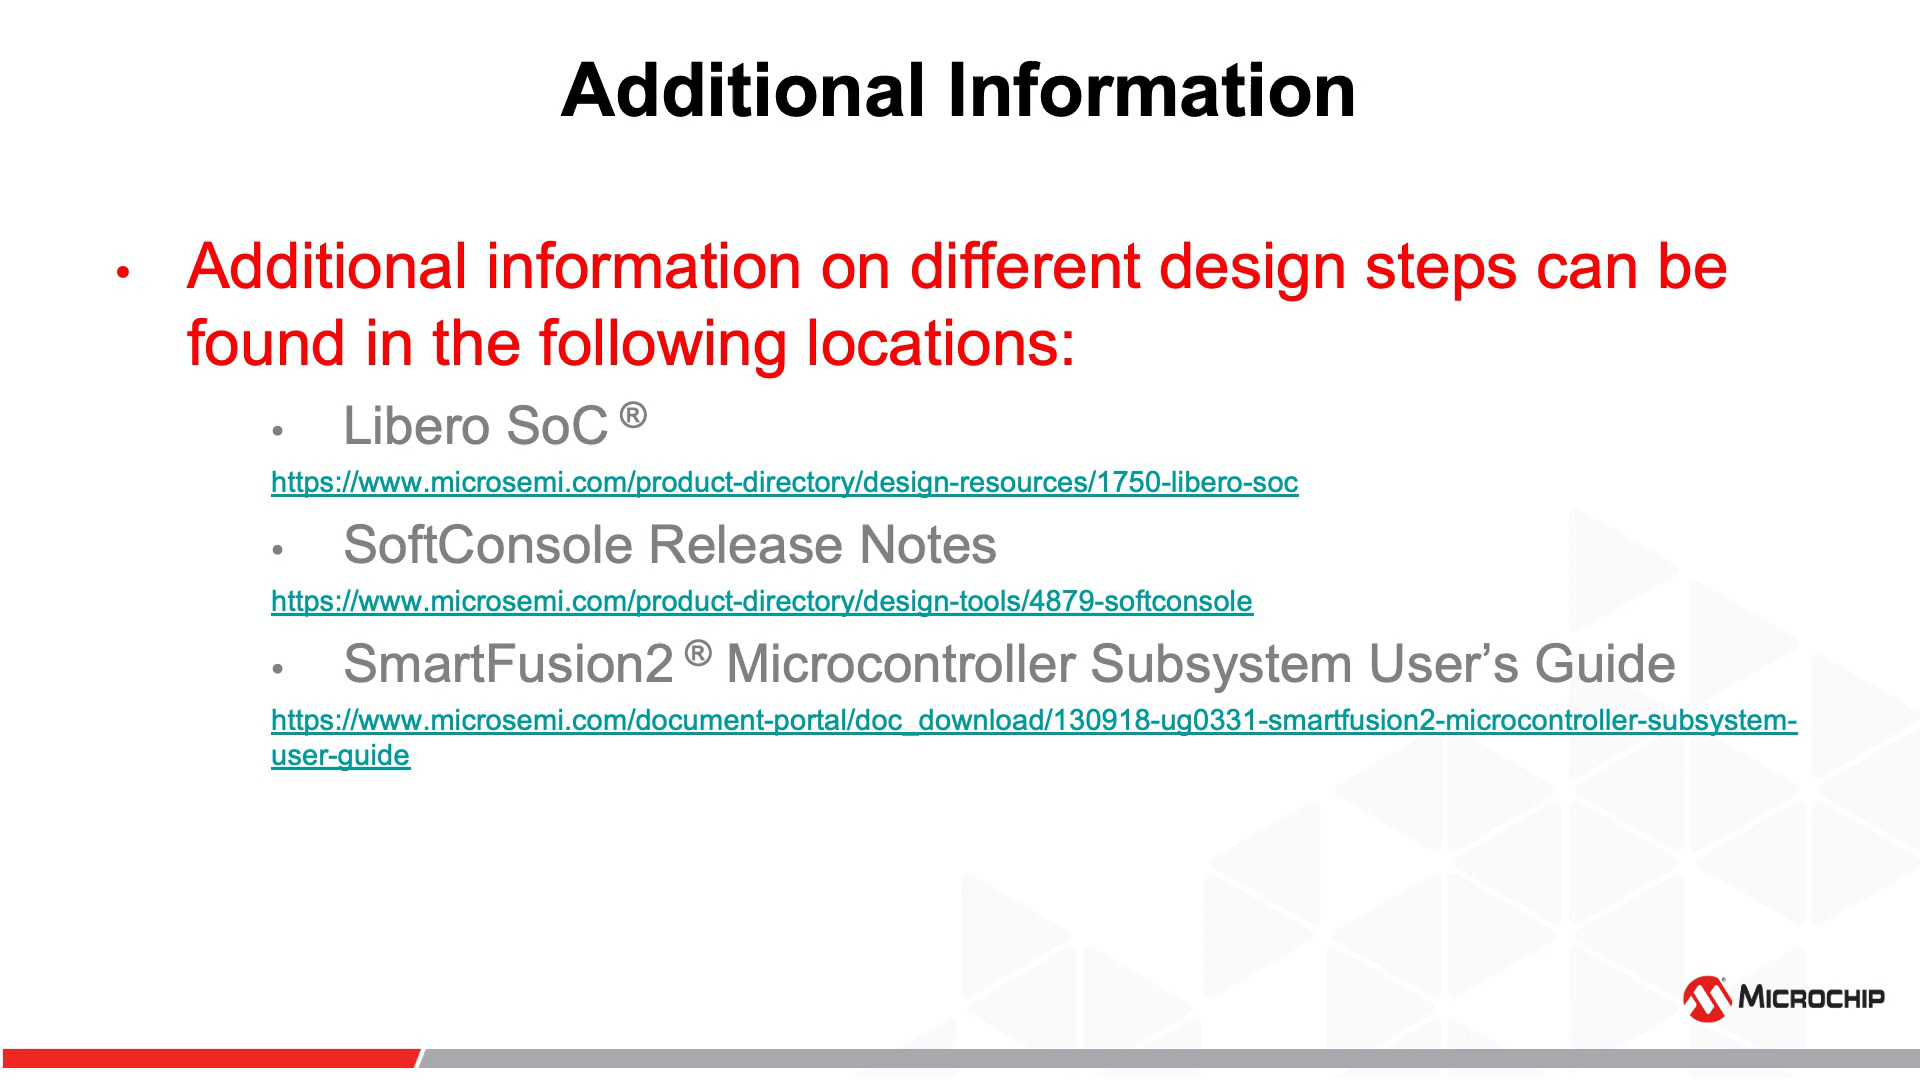 Additional Information
• Additional information on different design steps can be
found in the following locations:
• Libero SoC ®
https://www.microsemi.com/product-directory/design-resources/1750-libero-soc
• SoftConsole Release Notes
https://www.microsemi.com/product-directory/design-tools/4879-softconsole
• SmartFusion2 ® Microcontroller Subsystem User’s Guide
https://www.microsemi.com/document-portal/doc_download/130918-ug0331-smartfusion2-microcontroller-subsystem-
user-guide
MICROCHIP